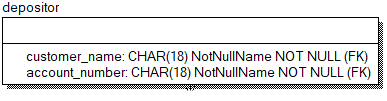 depositor
customer_name: CHAR(18) NotNullName NOT NULL (FK)
account_number: CHAR(18) NotNullName NOT NULL (FK)